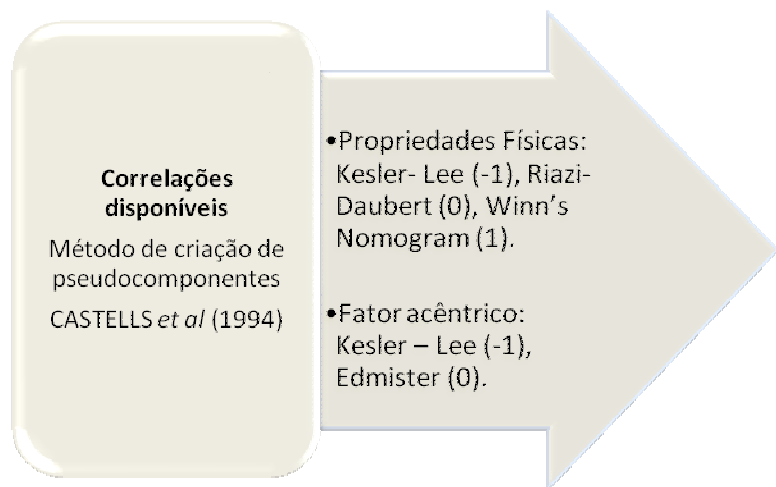 Correlações
disponíveis
Método de criação de
pseudocomponentes
CASTELLS et al (1994)
•Propriedades Físicas:
Kesler- Lee (-1), Riazi-
Daubert (0), Winn's
Nomogram (1).
•Fator acêntrico:
Kesler – Lee (-1),
Edmister (0).